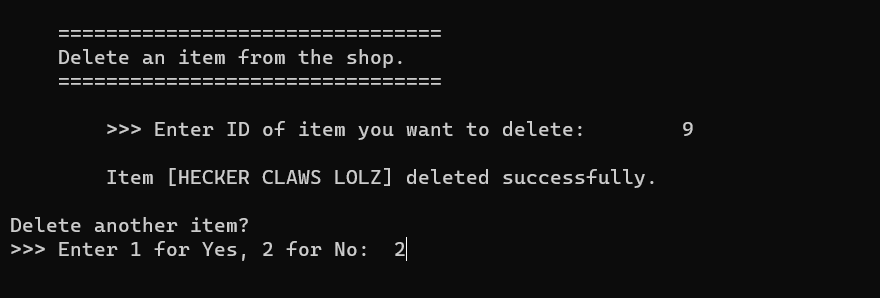 ================================
Delete an item from the shop.
================================
>>> Enter ID of item you want to delete: 9
Item [HECKER CLAWS LOLZ] deleted successfully.
Delete another item?
>>> Enter 1 for Yes, 2 for No: 2